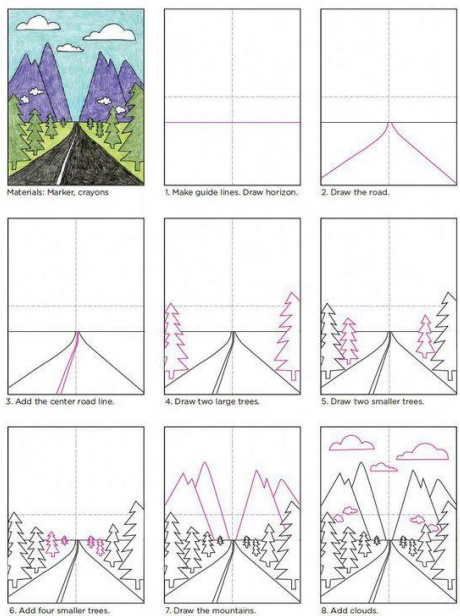 Materials: Marker, crayons
1. Make guide lines. Draw horizon.
2. Draw the road.
3. Add the center road line.
4. Draw two large trees.
5. Draw two smaller trees.
6. Add four smaller trees.
7. Draw the mountains.
8. Add clouds.